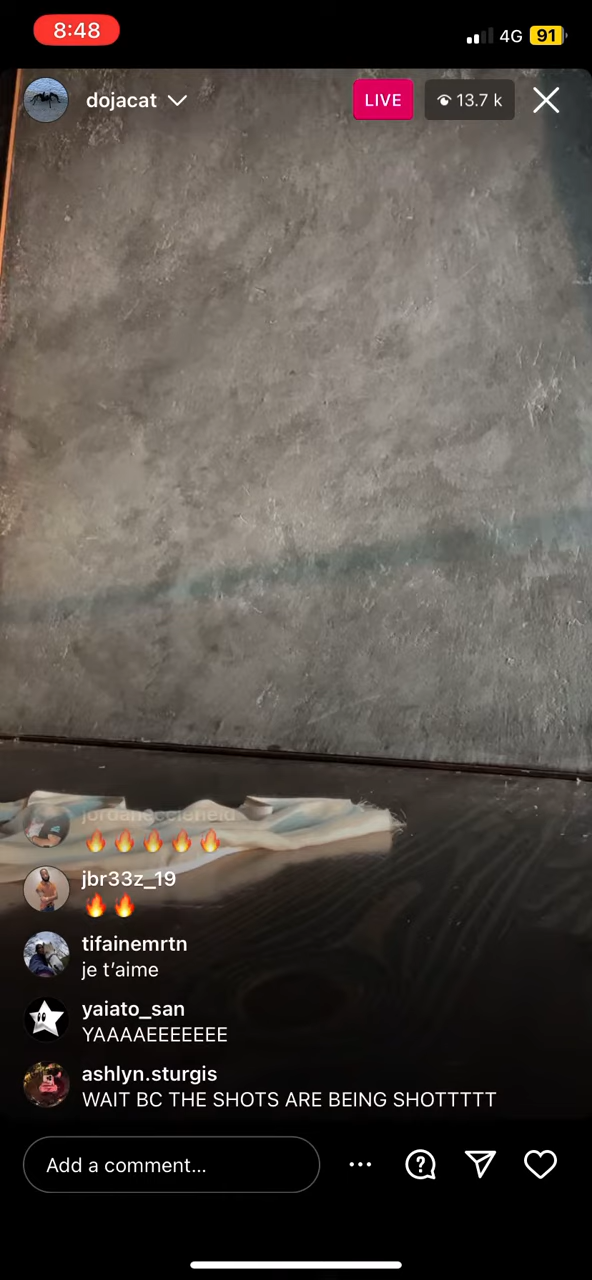 8:48
4G 91
dojacat
LIVE
13.7 k
🔥🔥🔥🔥🔥
jbr33z_19
🔥🔥
tifainemrtn
je t'aime
yaiato_san
YAAAAEEEEEEE
ashlyn.sturgis
WAIT BC THE SHOTS ARE BEING SHOTTTTT
Add a comment...